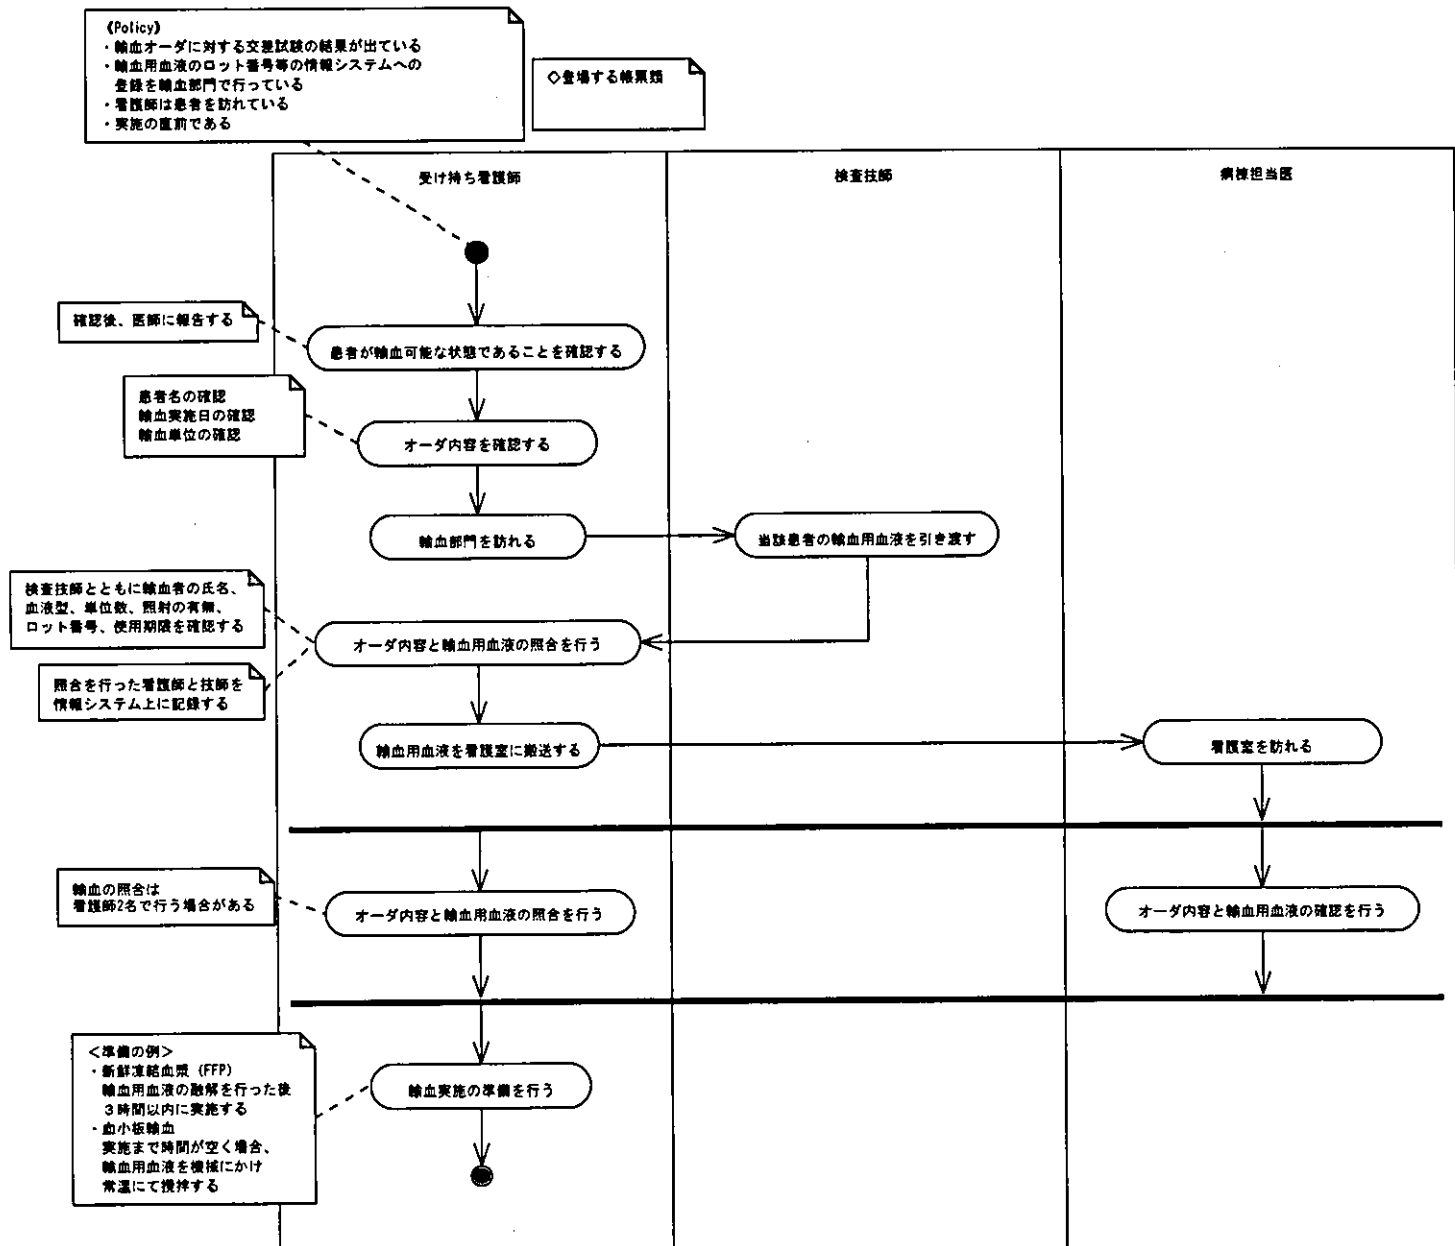 《Policy》
・輸血オーダに対する交差試験の結果が出ている
・輸血用血液のロット番号等の情報システムへの
登録を輸血部門で行っている
・看護師は患者を訪れている
・実施の直前である
◇登場する帳票類
受け持ち看護師
検査技師
病棟担当医
確認後、医師に報告する
患者が輸血可能な状態であることを確認する
患者名の確認
輸血実施日の確認
輸血単位の確認
オーダ内容を確認する
輸血部門を訪れる
当該患者の輸血用血液を引き渡す
検査技師とともに輸血者の氏名、
血液型、単位数、照射の有無、
ロット番号、使用期限を確認する
オーダ内容と輸血用血液の照合を行う
照合を行った看護師と技師を
情報システム上に記録する
輸血用血液を看護室に搬送する
看護室を訪れる
輸血の照合は
看護師2名で行う場合がある
オーダ内容と輸血用血液の照合を行う
オーダ内容と輸血用血液の確認を行う
＜準備の例＞
・新鮮凍結血漿 (FFP)
輸血用血液の融解を行った後
３時間以内に実施する
・血小板輸血
実施まで時間が空く場合、
輸血用血液を機械にかけ
常温にて攪拌する
輸血実施の準備を行う